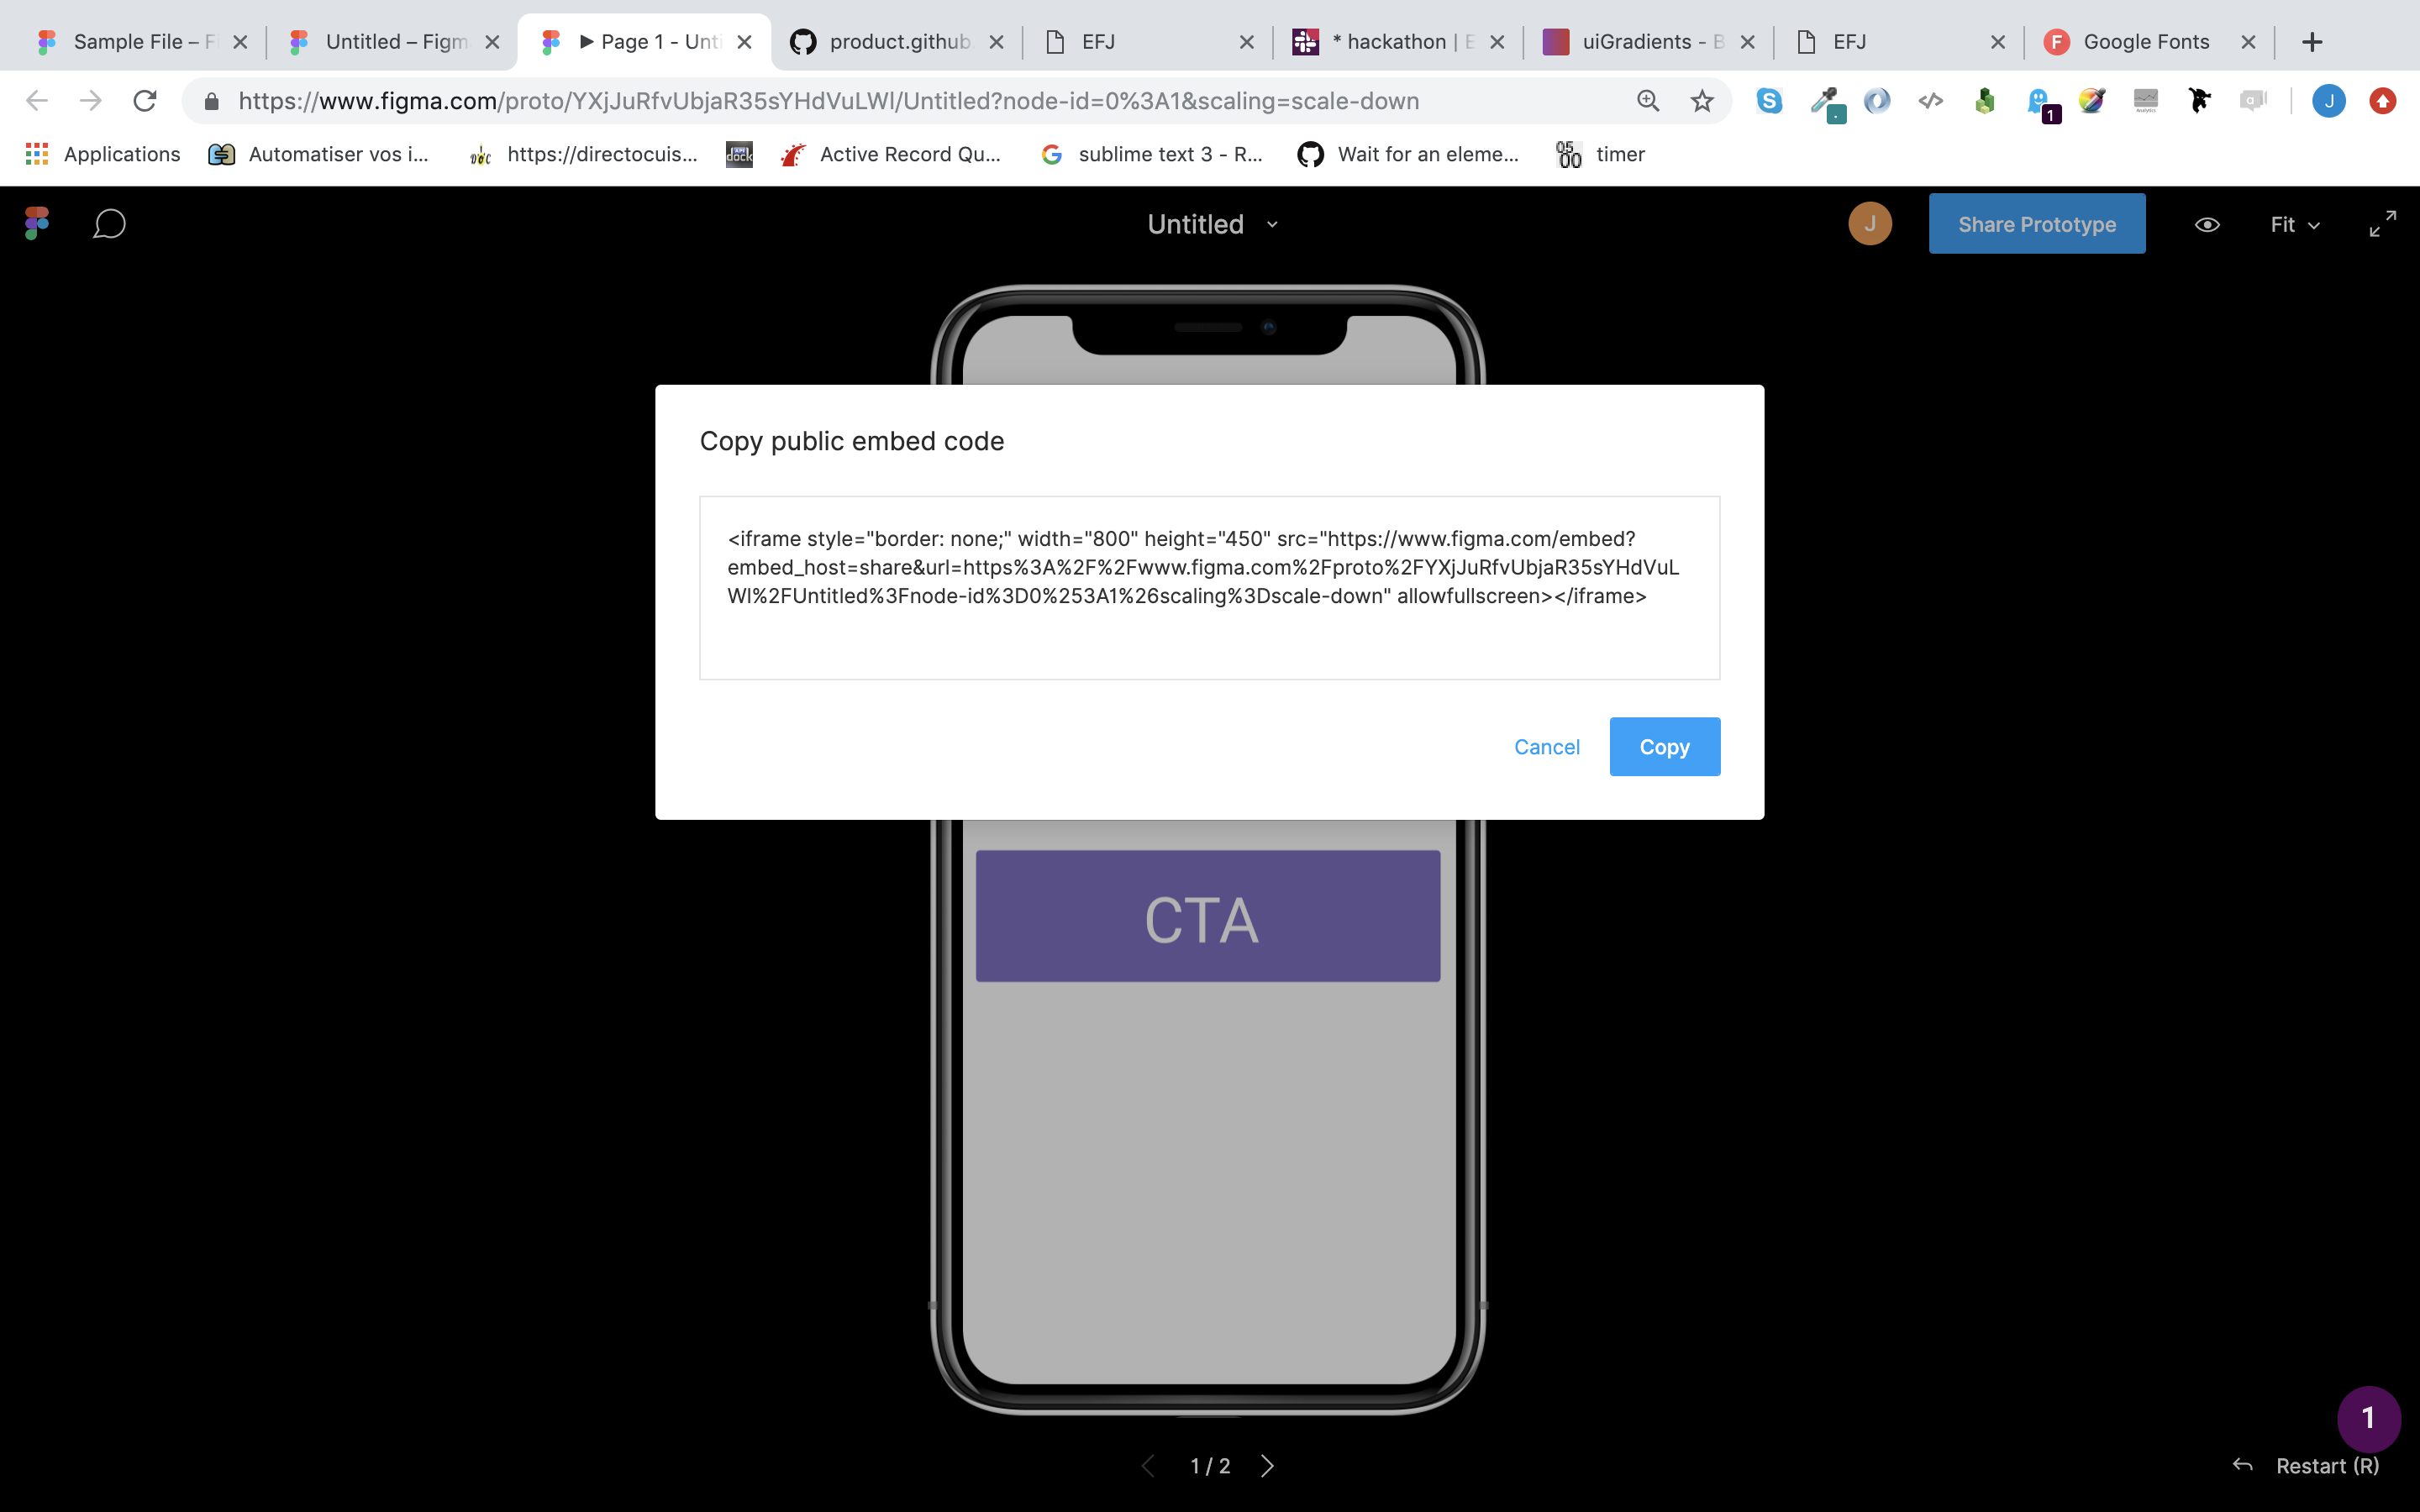 Sample File – Fi
Untitled – Figm
▶ Page 1 - Unti
product.github.
EFJ
* hackathon | E
uiGradients - B
EFJ
Google Fonts
https://www.figma.com/proto/YXjJuRfvUbjaR35sYHdVuLWl/Untitled?node-id=0%3A1&scaling=scale-down
1
J
Applications
Automatiser vos i...
https://directocuis...
Active Record Qu...
sublime text 3 - R...
Wait for an eleme...
timer
Untitled
J
Share Prototype
Fit
Copy public embed code
<iframe style="border: none;" width="800" height="450" src="https://www.figma.com/embed?
embed_host=share&url=https%3A%2F%2Fwww.figma.com%2Fproto%2FYXjJuRfvUbjaR35sYHdVuL
Wl%2FUntitled%3Fnode-id%3D0%253A1%26scaling%3Dscale-down" allowfullscreen></iframe>
Cancel
Copy
CTA
1
1 / 2
Restart (R)